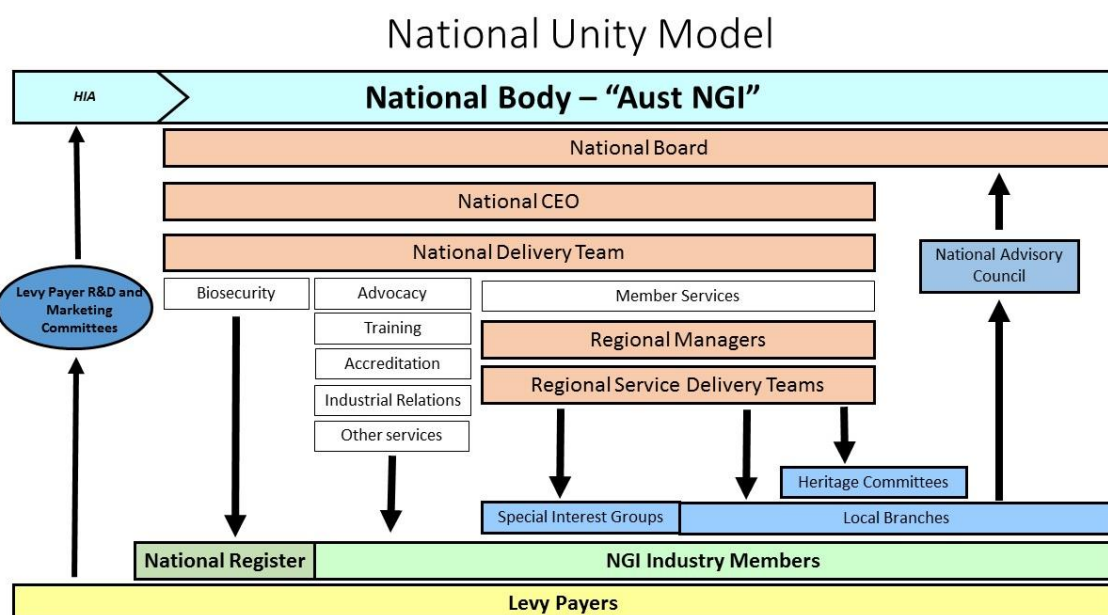 National Unity Model
HIA
National Body – “Aust NGI”
National Board
National CEO
National Delivery Team
National Advisory
Council
Levy Payer R&D and
Marketing
Committees
Biosecurity
Advocacy
Member Services
Training
Regional Managers
Accreditation
Regional Service Delivery Teams
Industrial Relations
Other services
Heritage Committees
Special Interest Groups
Local Branches
National Register
NGI Industry Members
Levy Payers